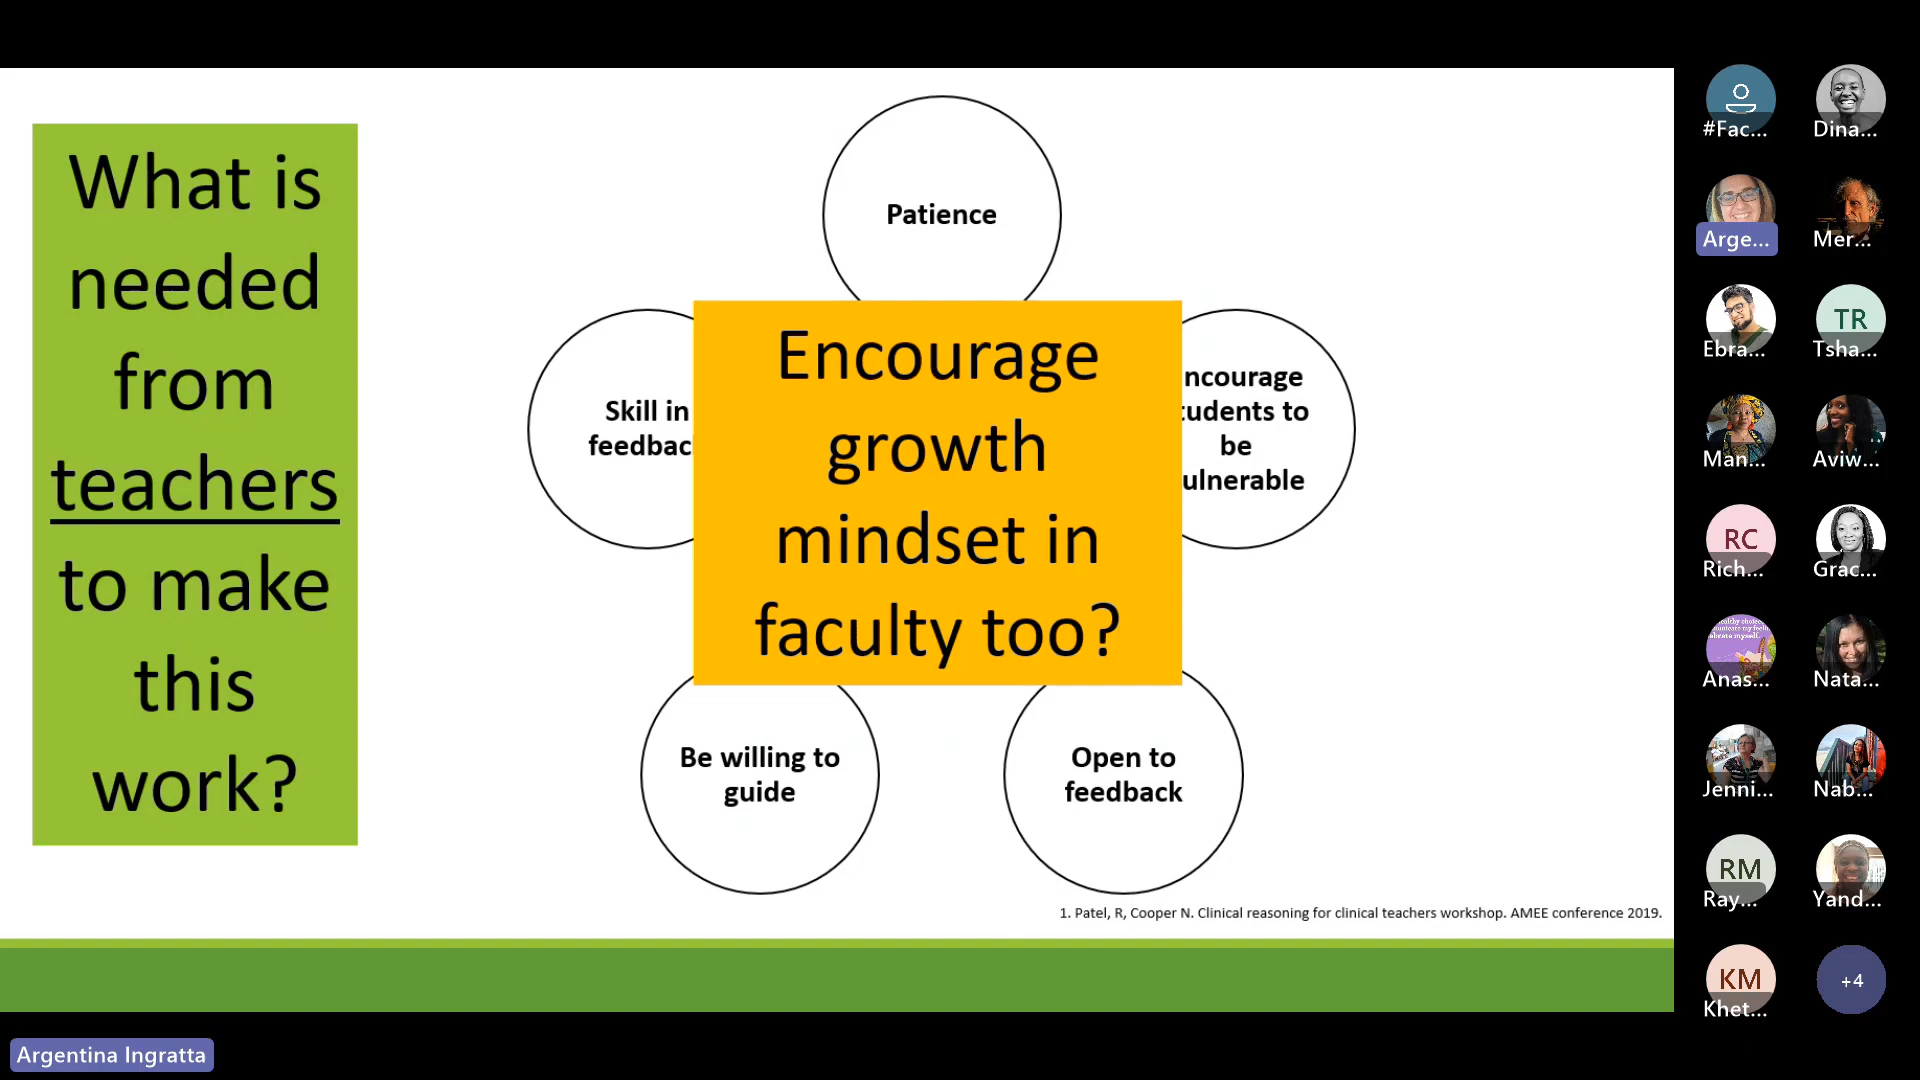 What is
needed
from
teachers
to make
this
work?
Patience
Skill in
feedbac
Encourage
growth
mindset in
faculty too?
ncourage
tudents to
be
ulnerable
Be willing to
guide
Open to
feedback
1. Patel, R, Cooper N. Clinical reasoning for clinical teachers workshop. AMEE conference 2019.
#Fac...
Dina...
Arge...
Mer...
Ebra...
TR
Tsha...
Man...
Aviw...
RC
Rich...
Grac...
Anas...
Nata...
Jenni...
Nab...
RM
Ray...
Yand...
KM
Khet...
+4
Argentina Ingratta